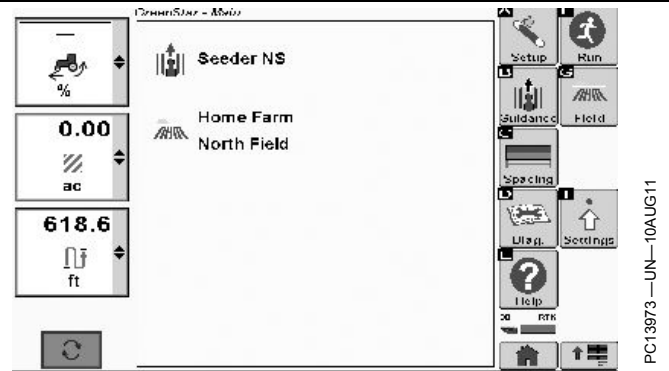 GreenStar - Main
%
0.00
ac
618.6
ft
Seeder NS
Home Farm
North Field
A
Setup
F
Run
B
Guidance
G
Field
C
Spacing
D
Diag.
I
Settings
E
Help
RTK
PC13973 —UN—10AUG11